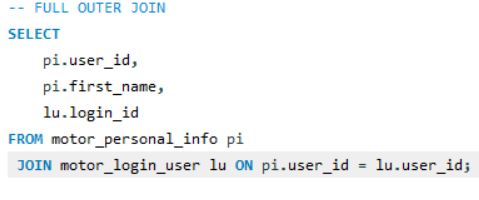 -- FULL OUTER JOIN
SELECT
pi.user_id,
pi.first_name,
lu.login_id
FROM motor_personal_info pi
JOIN motor_login_user lu ON pi.user_id = lu.user_id;